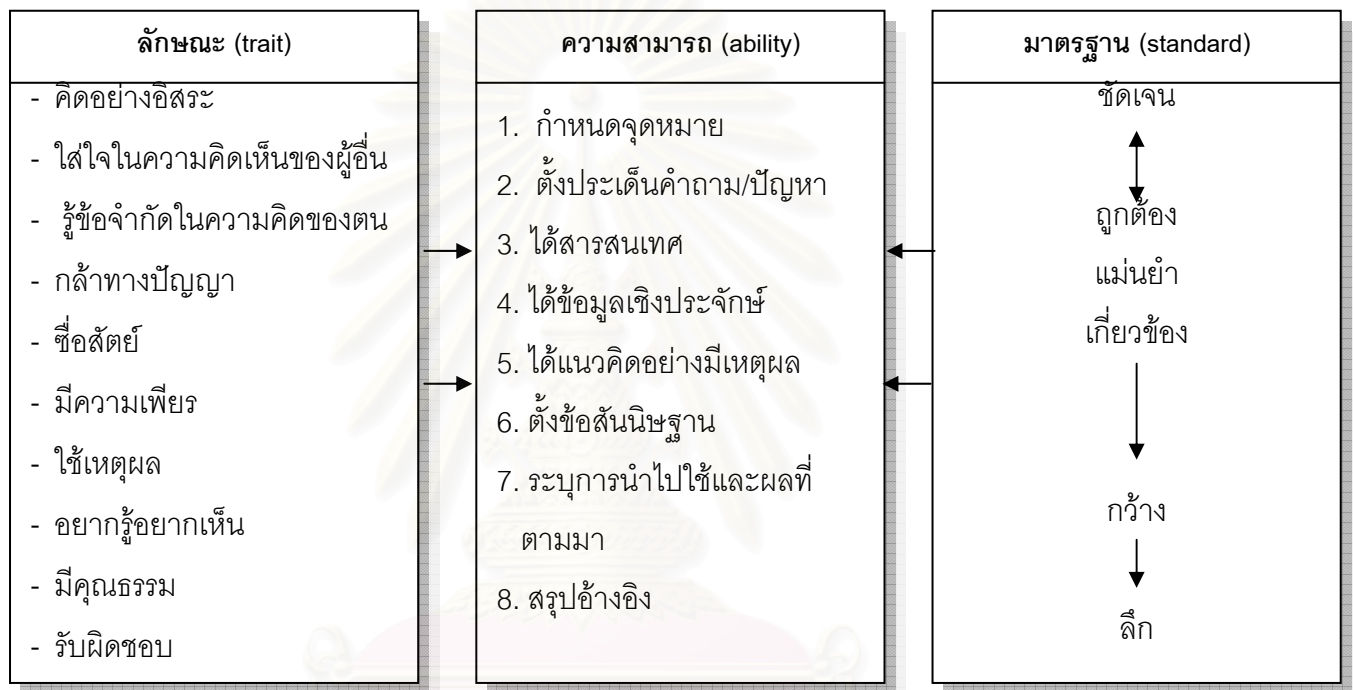 ลักษณะ (trait)
- คิดอย่างอิสระ
- ใส่ใจในความคิดเห็นของผู้อื่น
- รู้ข้อจำกัดในความคิดของตน
- กล้าทางปัญญา
- ซื่อสัตย์
- มีความเพียร
- ใช้เหตุผล
- อยากรู้อยากเห็น
- มีคุณธรรม
- รับผิดชอบ
ความสามารถ (ability)
1. กำหนดจุดหมาย
2. ตั้งประเด็นคำถาม/ปัญหา
3. ได้สารสนเทศ
4. ได้ข้อมูลเชิงประจักษ์
5. ได้แนวคิดอย่างมีเหตุผล
6. ตั้งข้อสันนิษฐาน
7. ระบุการนำไปใช้และผลที่
ตามมา
8. สรุปอ้างอิง
มาตรฐาน (standard)
ชัดเจน
ถูกต้อง
แม่นยำ
เกี่ยวข้อง
กว้าง
ลึก